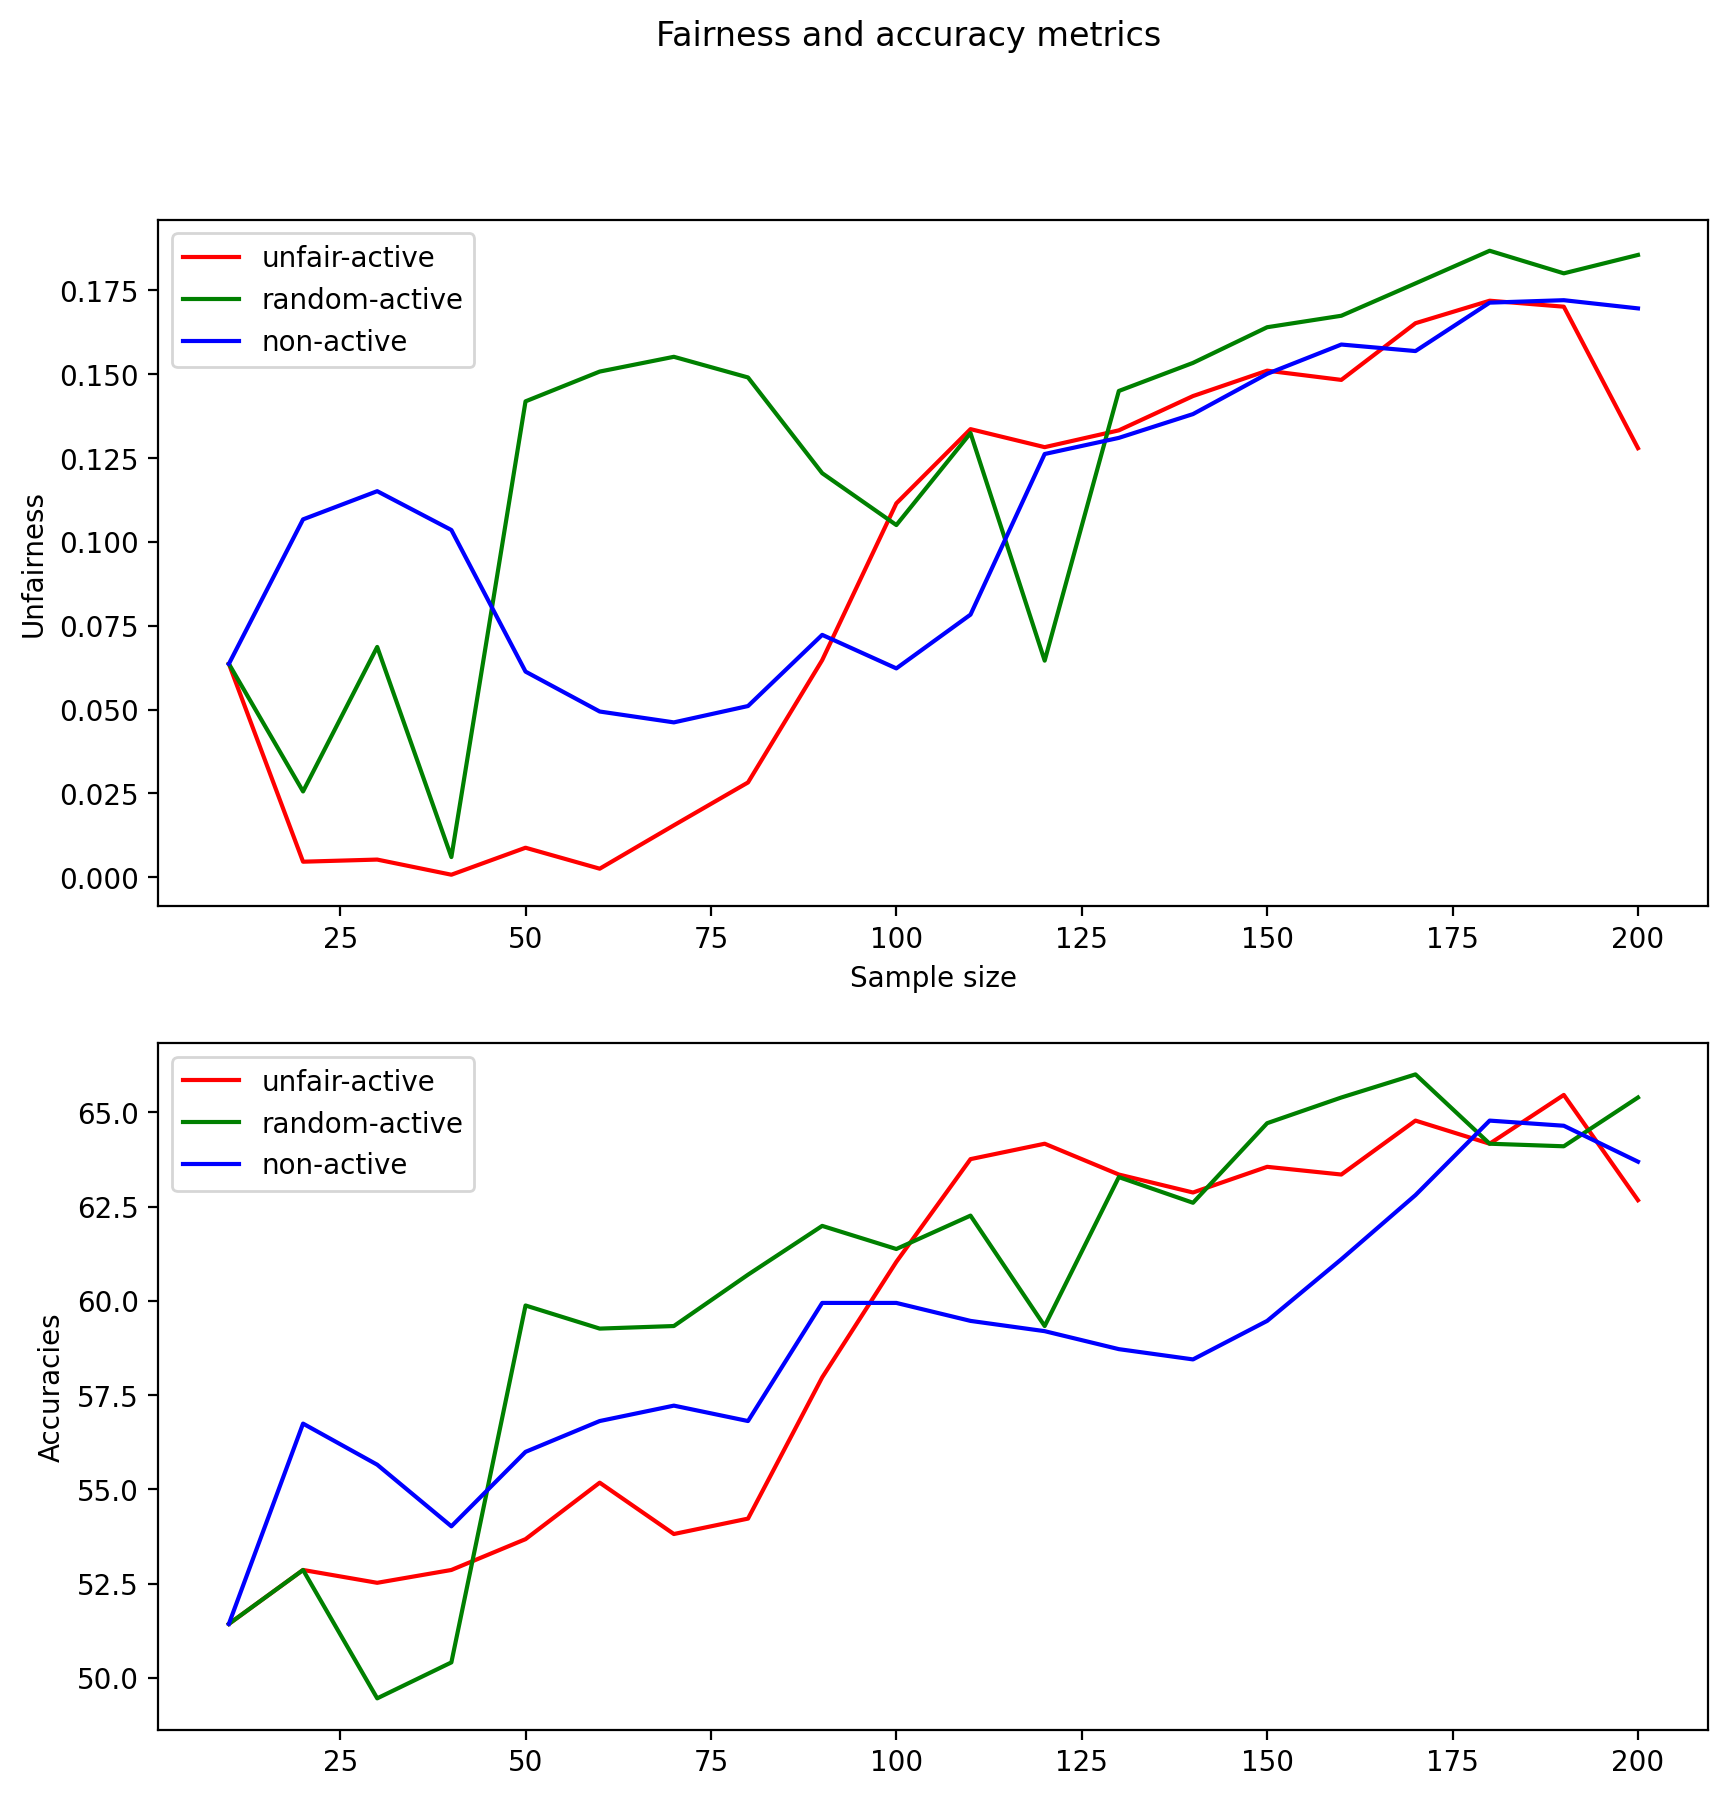 Fairness and accuracy metrics
unfair-active
random-active
non-active
Unfairness
0.175
0.150
0.125
0.100
0.075
0.050
0.025
0.000
25 50 75 100 125 150 175 200
Sample size
unfair-active
random-active
non-active
Accuracies
65.0
62.5
60.0
57.5
55.0
52.5
50.0
25 50 75 100 125 150 175 200